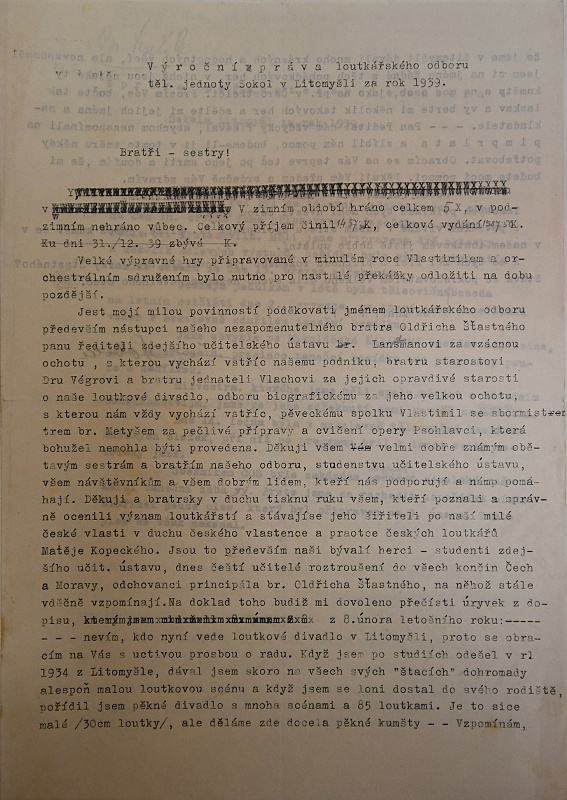 V ý r o č n í z p r á v a loutkářského odboru
těl. jednoty Sokol v Litomyšli za rok 1939.
Bratři - sestry!
v V zimním období hráno celkem 5 X, v pod-
zimním nehráno vůbec. Celkový příjem činil K, celková vydání K.
Ku dni 31./12. 39 zbývá K.
Velké výpravné hry připravované v minulém roce Vlastimilem a or-
chestrálním sdružením bylo nutno pro nastalé překážky odložiti na dobu
pozdější.
Jest mojí milou povinností poděkovati jménem loutkářského odboru
především nástupci našeho nezapomenutelného bratra Oldřicha Šťastného
panu řediteli zdejšího učitelského ústavu br. Lanšmanovi za vzácnou
ochotu , s kterou vychází vstříc našemu podniku, bratru starostovi
Dru Végrovi a bratru jednateli Vlachovi za jejich opravdivé starosti
o naše loutkové divadlo, odboru biografickému za jeho velkou ochotu,
s kterou nám vždy vychází vstříc, pěveckému spolku Vlastimil se sbormistrem
trem br. Metyšem za pečlivé přípravy a cvičení opery Psohlavci, která
bohužel nemohla býti provedena. Děkuji všem Vám velmi dobře známým obě-
tavým sestrám a bratřím našeho odboru, studenstvu učitelského ústavu,
všem návštěvníkům a všem dobrým lidem, kteří nás podporují a námp pomá-
hají. Děkuji a bratrsky v duchu tisknu ruku všem, kteří poznali a správ-
ně ocenili význam loutkářství a stávajíse jeho šiřiteli po naší milé
české vlasti v duchu českého vlastence a praotce českých loutkářů
Matěje Kopeckého. Jsou to především naši bývalí herci - studenti zdej-
šího učit. ústavu, dnes čeští učitelé roztroušení do všech končin Čech
a Moravy, odchovanci principála br. Oldřicha Šťastného, na něhož stále
vděčně vzpomínají.Na doklad toho budiž mi dovoleno přečísti úryvek z do-
pisu, z 8.února letošního roku:------
- - - nevím, kdo nyní vede loutkové divadlo v Litomyšli, proto se obra-
cím na Vás s uctivou prosbou o radu. Když jsem po studiích odešel v rl
1934 z Litomyšle, dával jsem skoro na všech svých "štacích" dohromady
alespoň malou loutkovou scénu a když jsem se loni dostal do svého rodiště,
pořídil jsem pěkné divadlo s mnoha scénami a 85 loutkami. Je to sice
malé /30cm loutky/, ale děláme zde docela pěkné kumšty - - Vzpomínám,